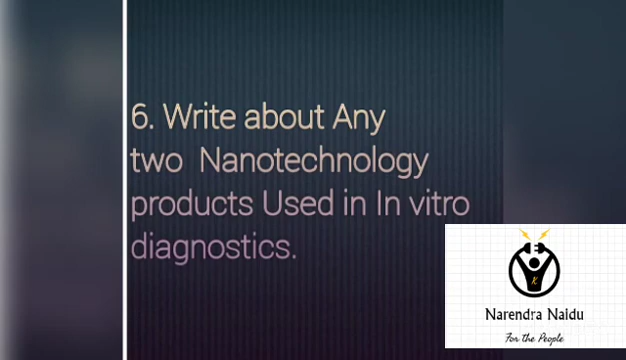 6. Write about Any
two Nanotechnology
products Used in In vitro
diagnostics.
K
Narendra Naidu
For the People